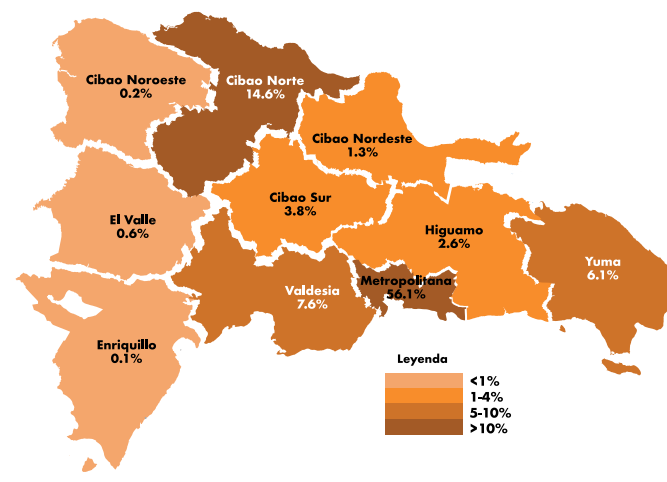 Cibao Noroeste
0.2%
Cibao Norte
14.6%
Cibao Nordeste
1.3%
Cibao Sur
3.8%
El Valle
0.6%
Higuamo
2.6%
Yuma
6.1%
Metropolitana
56.1%
Valdesia
7.6%
Enriquillo
0.1%
Leyenda
<1%
1-4%
5-10%
>10%